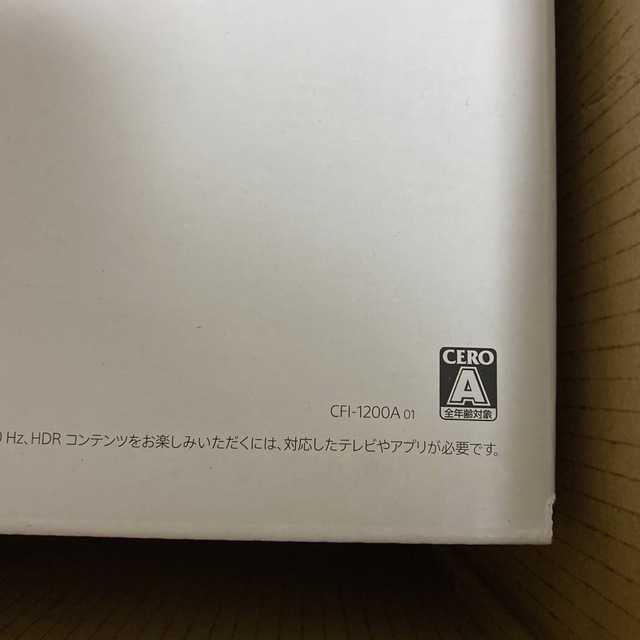 CERO
A
全年齢対象
CFI-1200A 01
0 Hz、HDR コンテンツをお楽しみいただくには、対応したテレビやアプリが必要です。